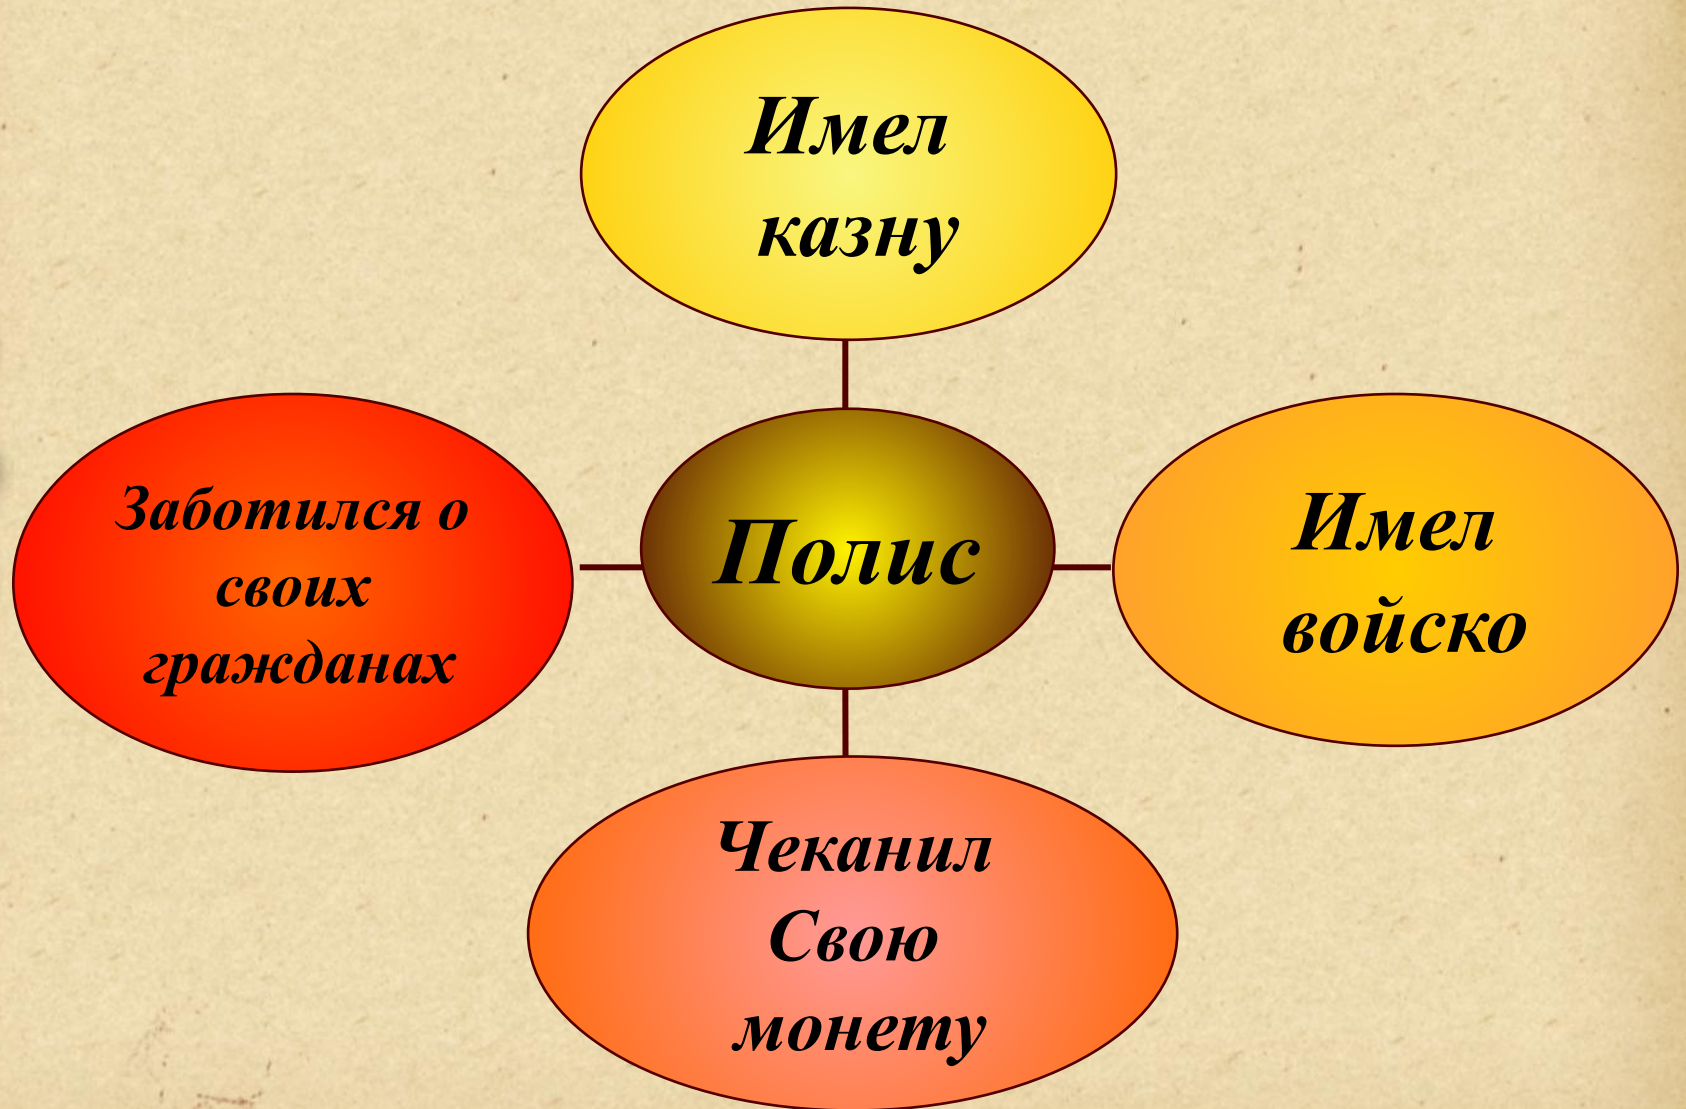 Имел
казну
Заботился о
своих
гражданах
Полис
Имел
войско
Чеканил
Свою
монету